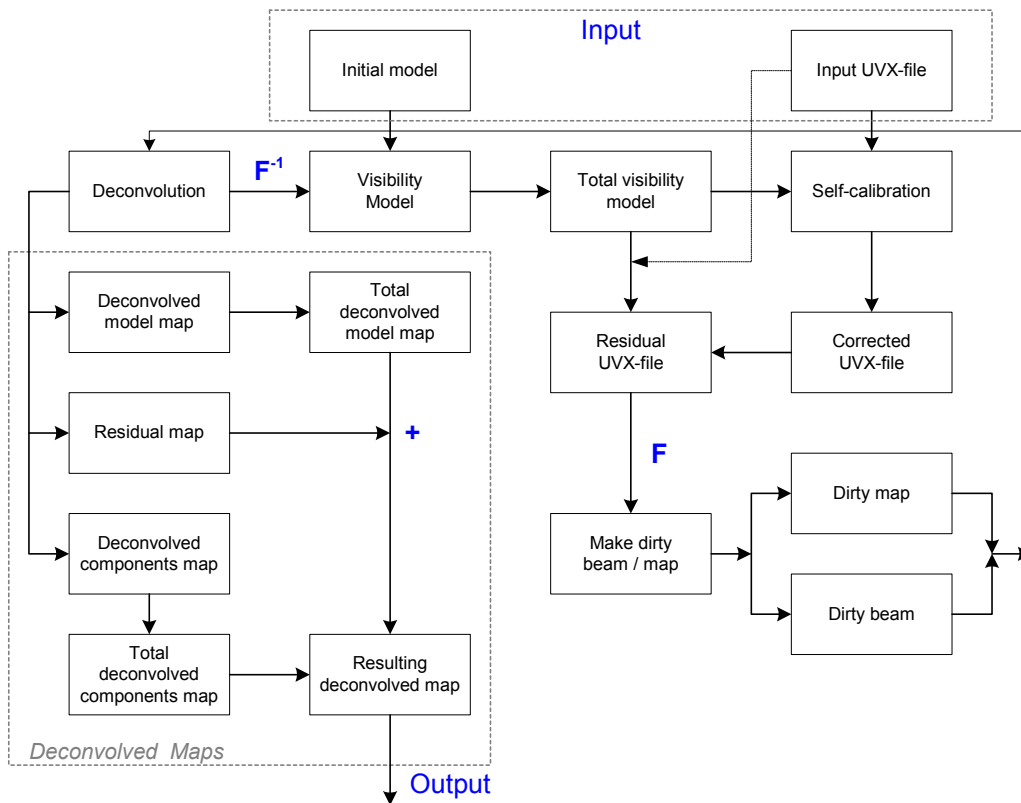 Input
Initial model
Input UVX-file
Deconvolution
F-1
Visibility
Model
Total visibility
model
Self-calibration
Deconvolved
model map
Total
deconvolved
model map
Residual
UVX-file
Corrected
UVX-file
Residual map
+
F
Dirty map
Deconvolved
components map
Make dirty
beam / map
Dirty beam
Total
deconvolved
components map
Resulting
deconvolved map
Deconvolved Maps
Output